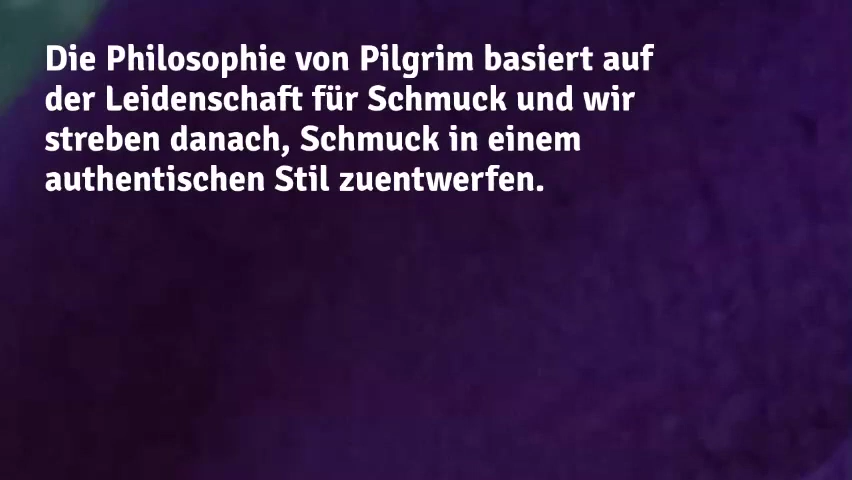 Die Philosophie von Pilgrim basiert auf
der Leidenschaft für Schmuck und wir
streben danach, Schmuck in einem
authentischen Stil zuentwerfen.